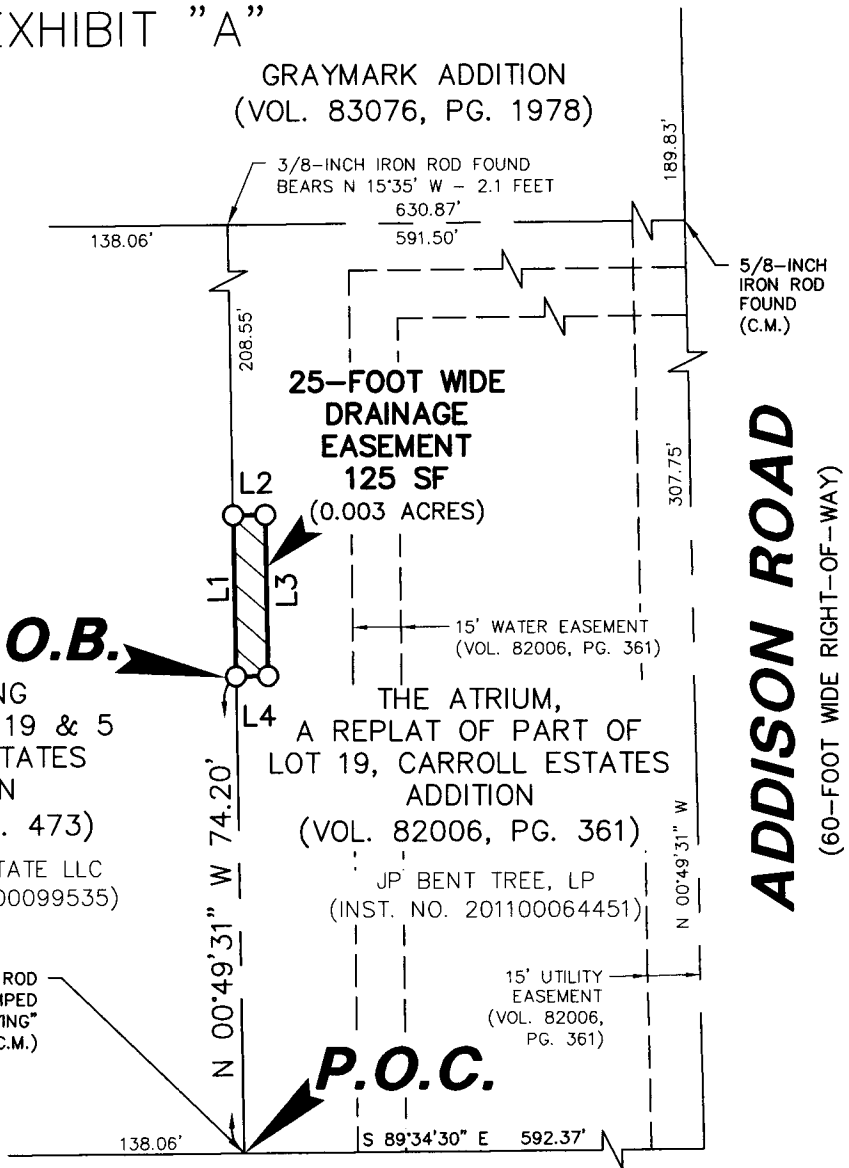 EXHIBIT "A"
GRAYMARK ADDITION
(VOL. 83076, PG. 1978)
3/8-INCH IRON ROD FOUND
BEARS N 15°35' W - 2.1 FEET
189.83'
630.87'
138.06'
591.50'
5/8-INCH
IRON ROD
FOUND
(C.M.)
208.55'
25-FOOT WIDE
DRAINAGE
EASEMENT
125 SF
(0.003 ACRES)
307.75'
L2
L1
L3
L4
15' WATER EASEMENT
(VOL. 82006, PG. 361)
O.B.
19 & 5
. 473)
THE ATRIUM,
A REPLAT OF PART OF
LOT 19, CARROLL ESTATES
ADDITION
(VOL. 82006, PG. 361)
LLC
00099535)
JP BENT TREE, LP
(INST. NO. 201100064451)
ADDISON ROAD
(60-FOOT WIDE RIGHT-OF-WAY)
N 00°49'31" W
N 00°49'31" W 74.20'
15' UTILITY
EASEMENT
(VOL. 82006,
PG. 361)
ROD
C.M.)
P.O.C.
138.06'
S 89°34'30" E 592.37'